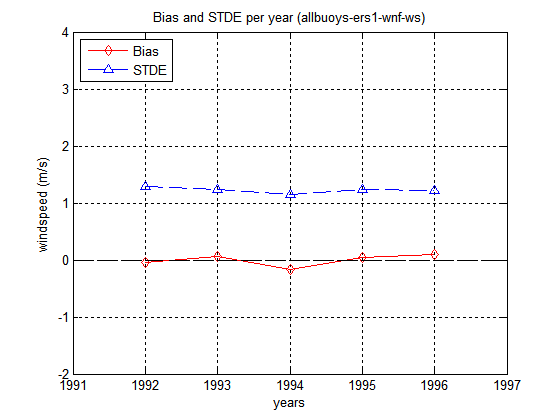 Bias and STDE per year (allbuoys-ers1-wnf-ws)
Bias
STDE
4
3
2
1
0
-1
-2
windspeed (m/s)
1991 1992 1993 1994 1995 1996 1997
years